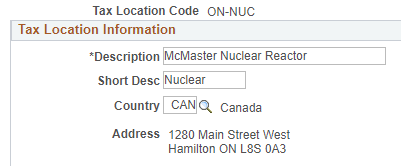 Tax Location Code ON-NUC
Tax Location Information
*Description McMaster Nuclear Reactor
Short Desc Nuclear
Country CAN Canada
Address 1280 Main Street West
Hamilton ON L8S 0A3